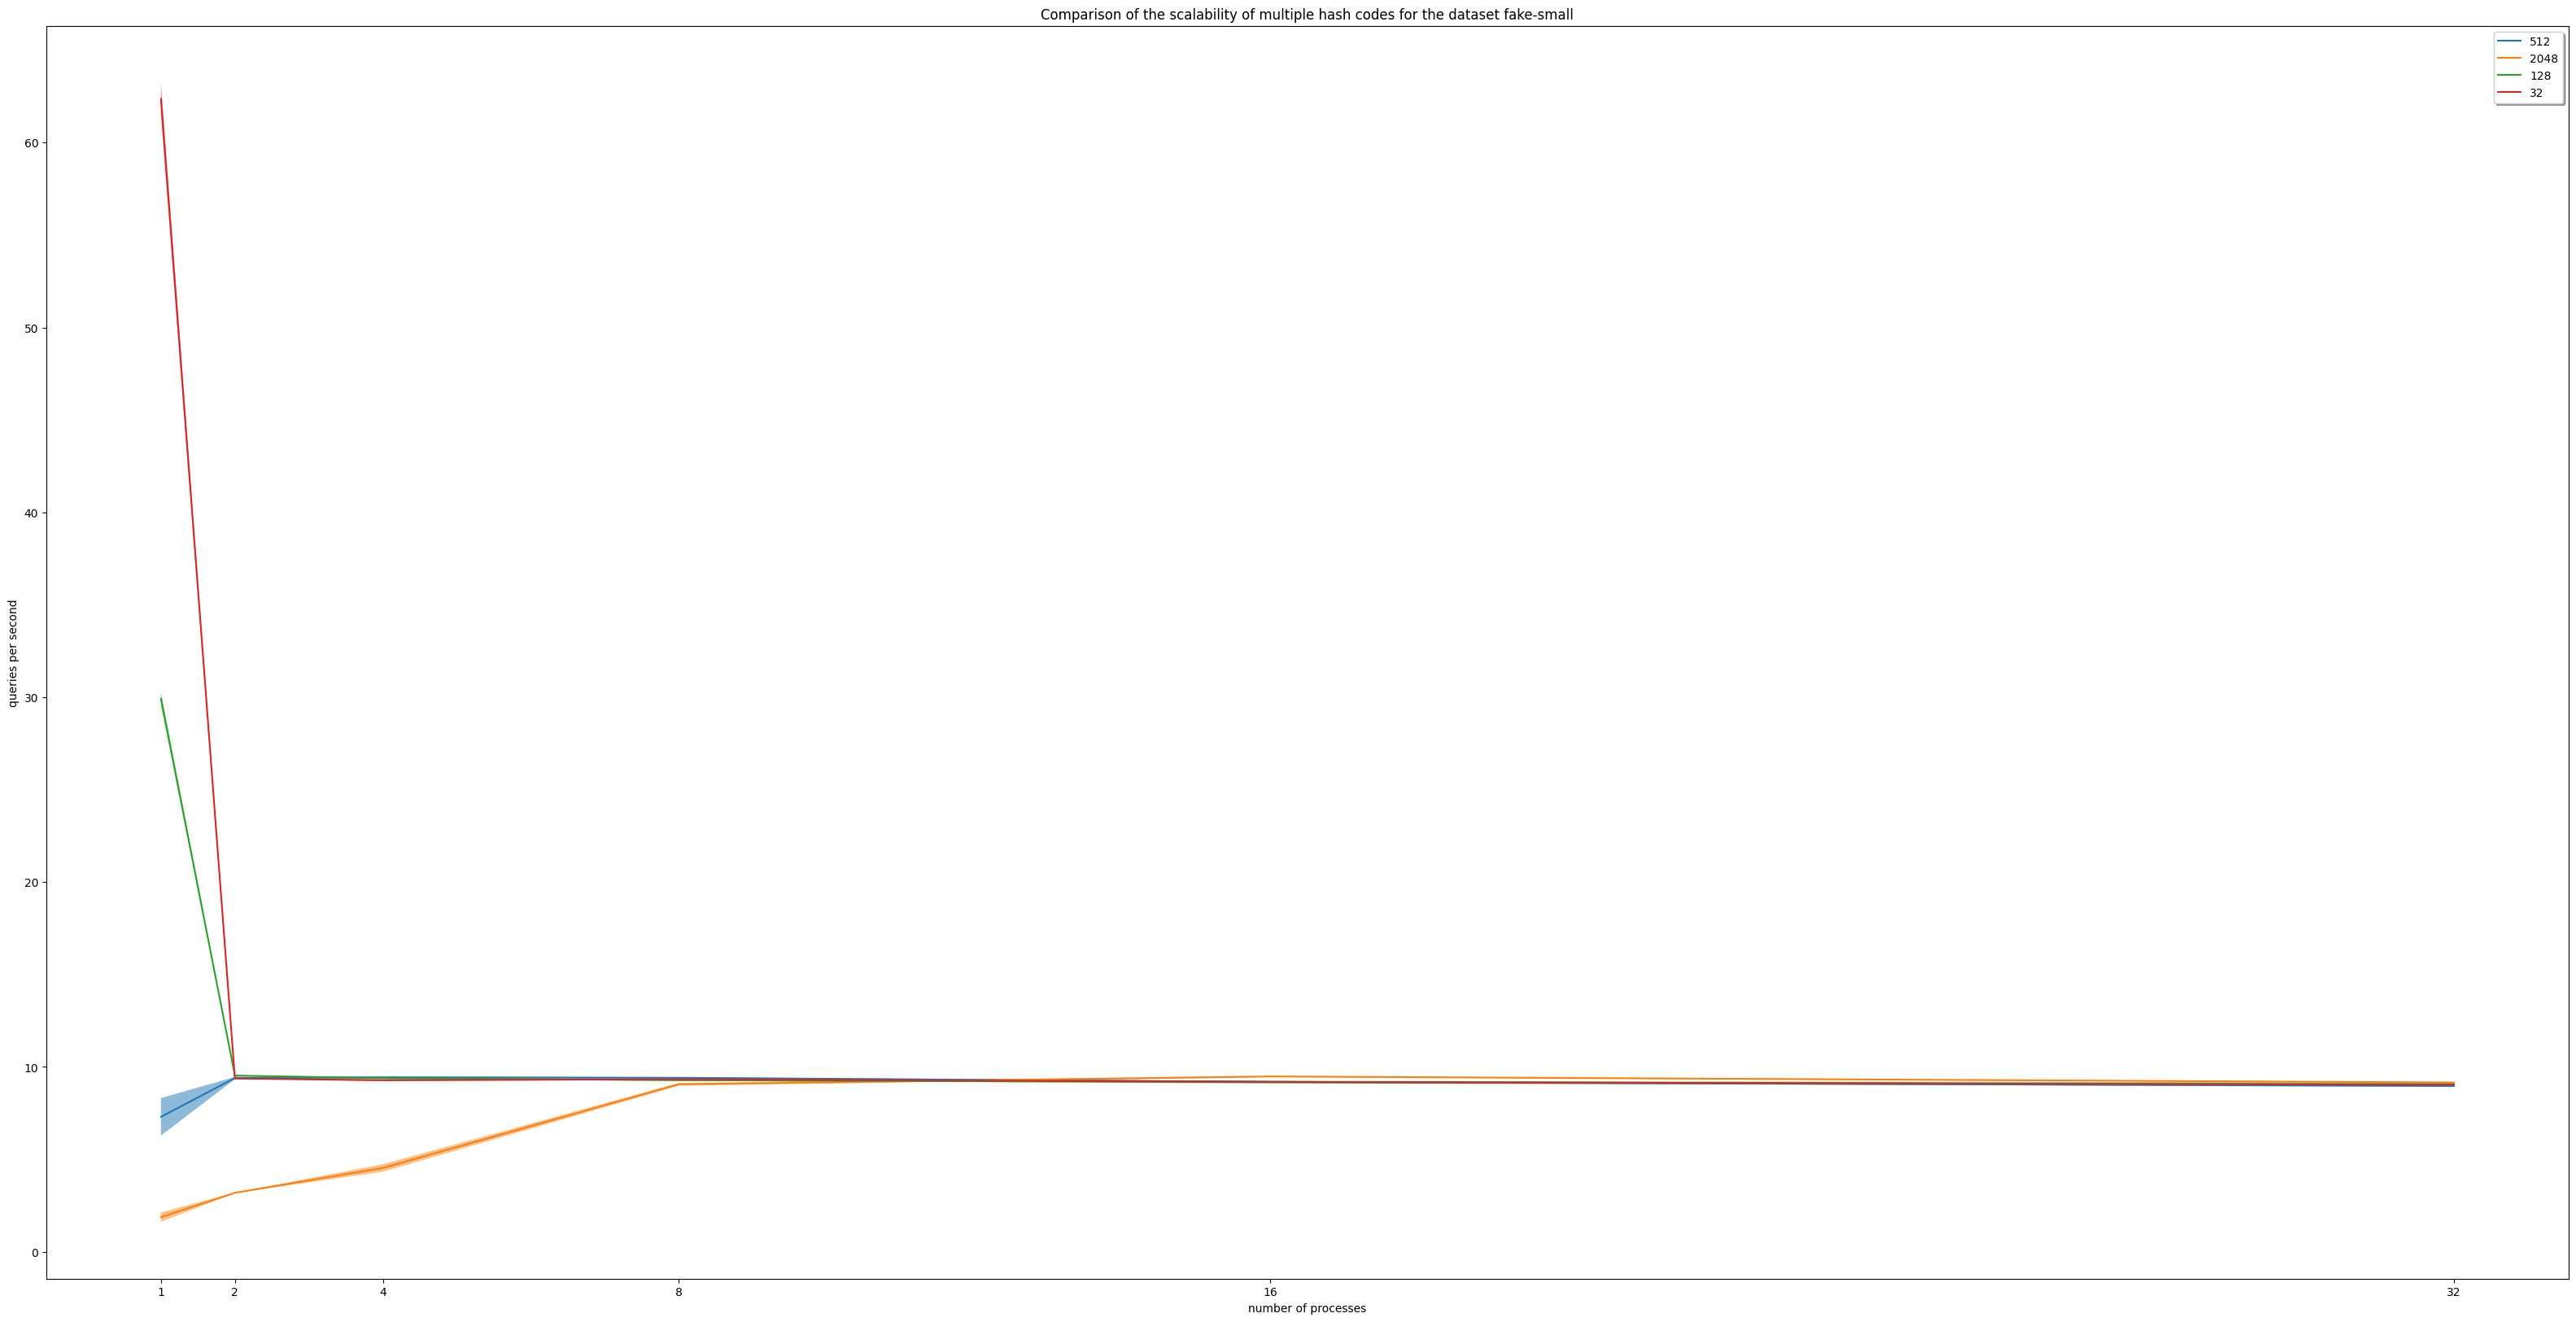 Comparison of the scalability of multiple hash codes for the dataset fake-small
512
2048
128
32
60
50
40
30
20
10
0
queries per second
1 2 4 8 16 32
number of processes